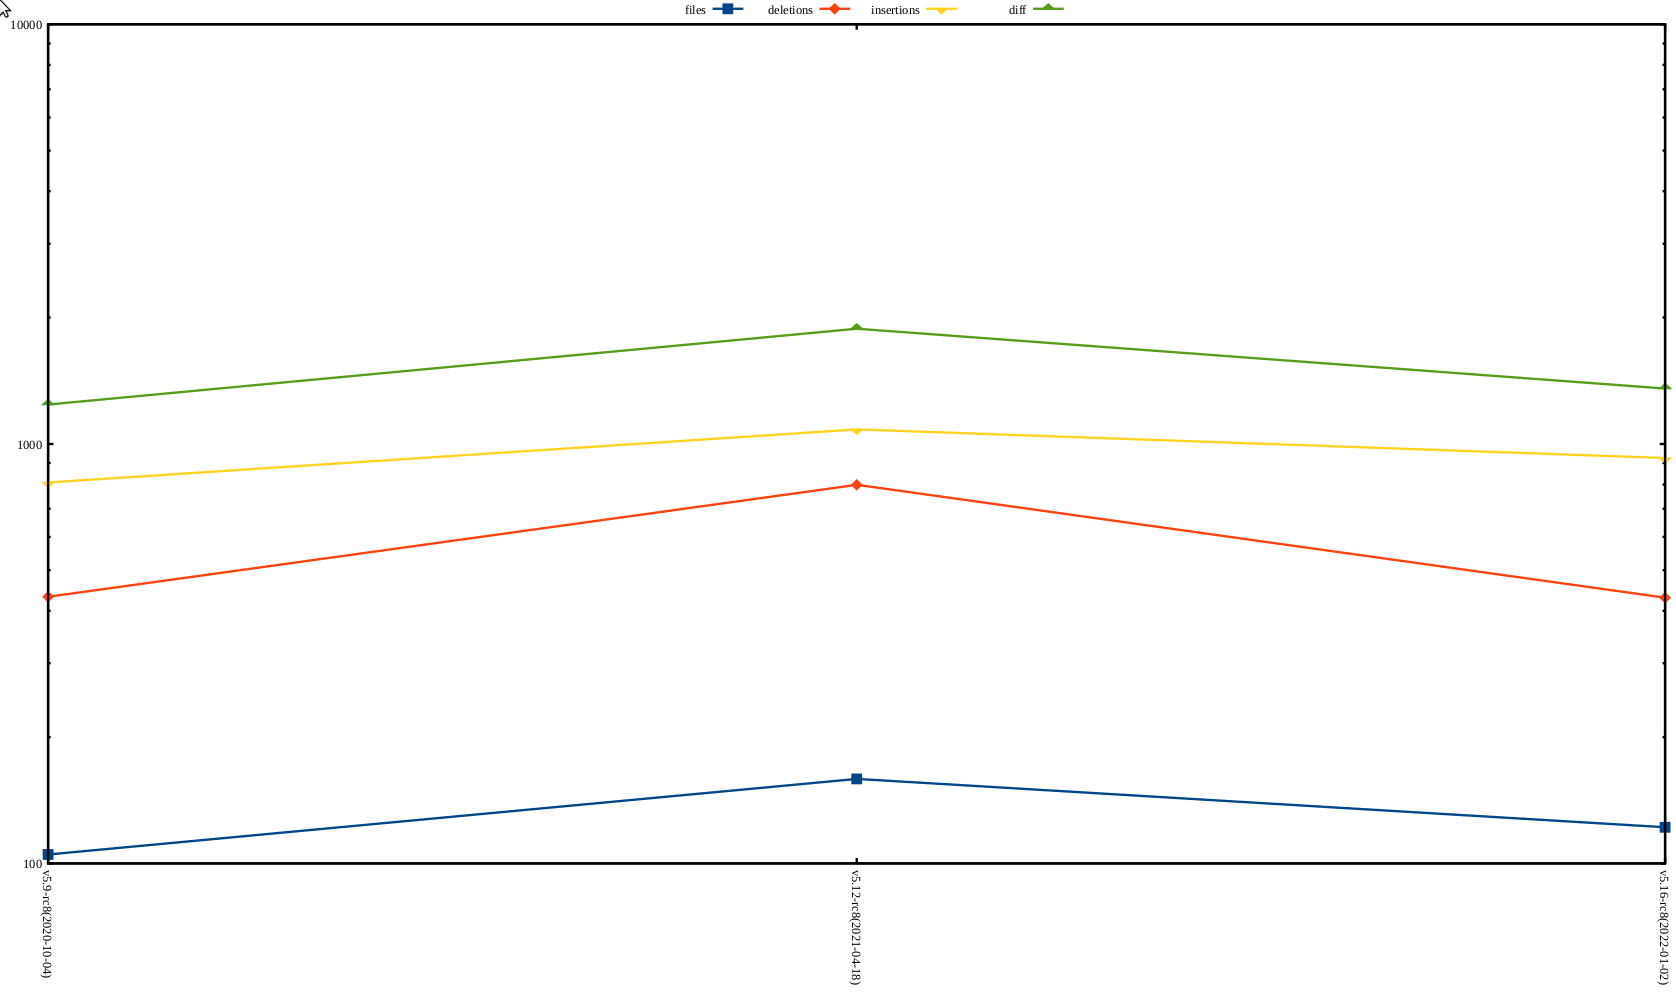 files deletions insertions diff
10000
1000
100
v5.9-rc8(2020-10-04)
v5.12-rc8(2021-04-18)
v5.16-rc8(2022-01-02)